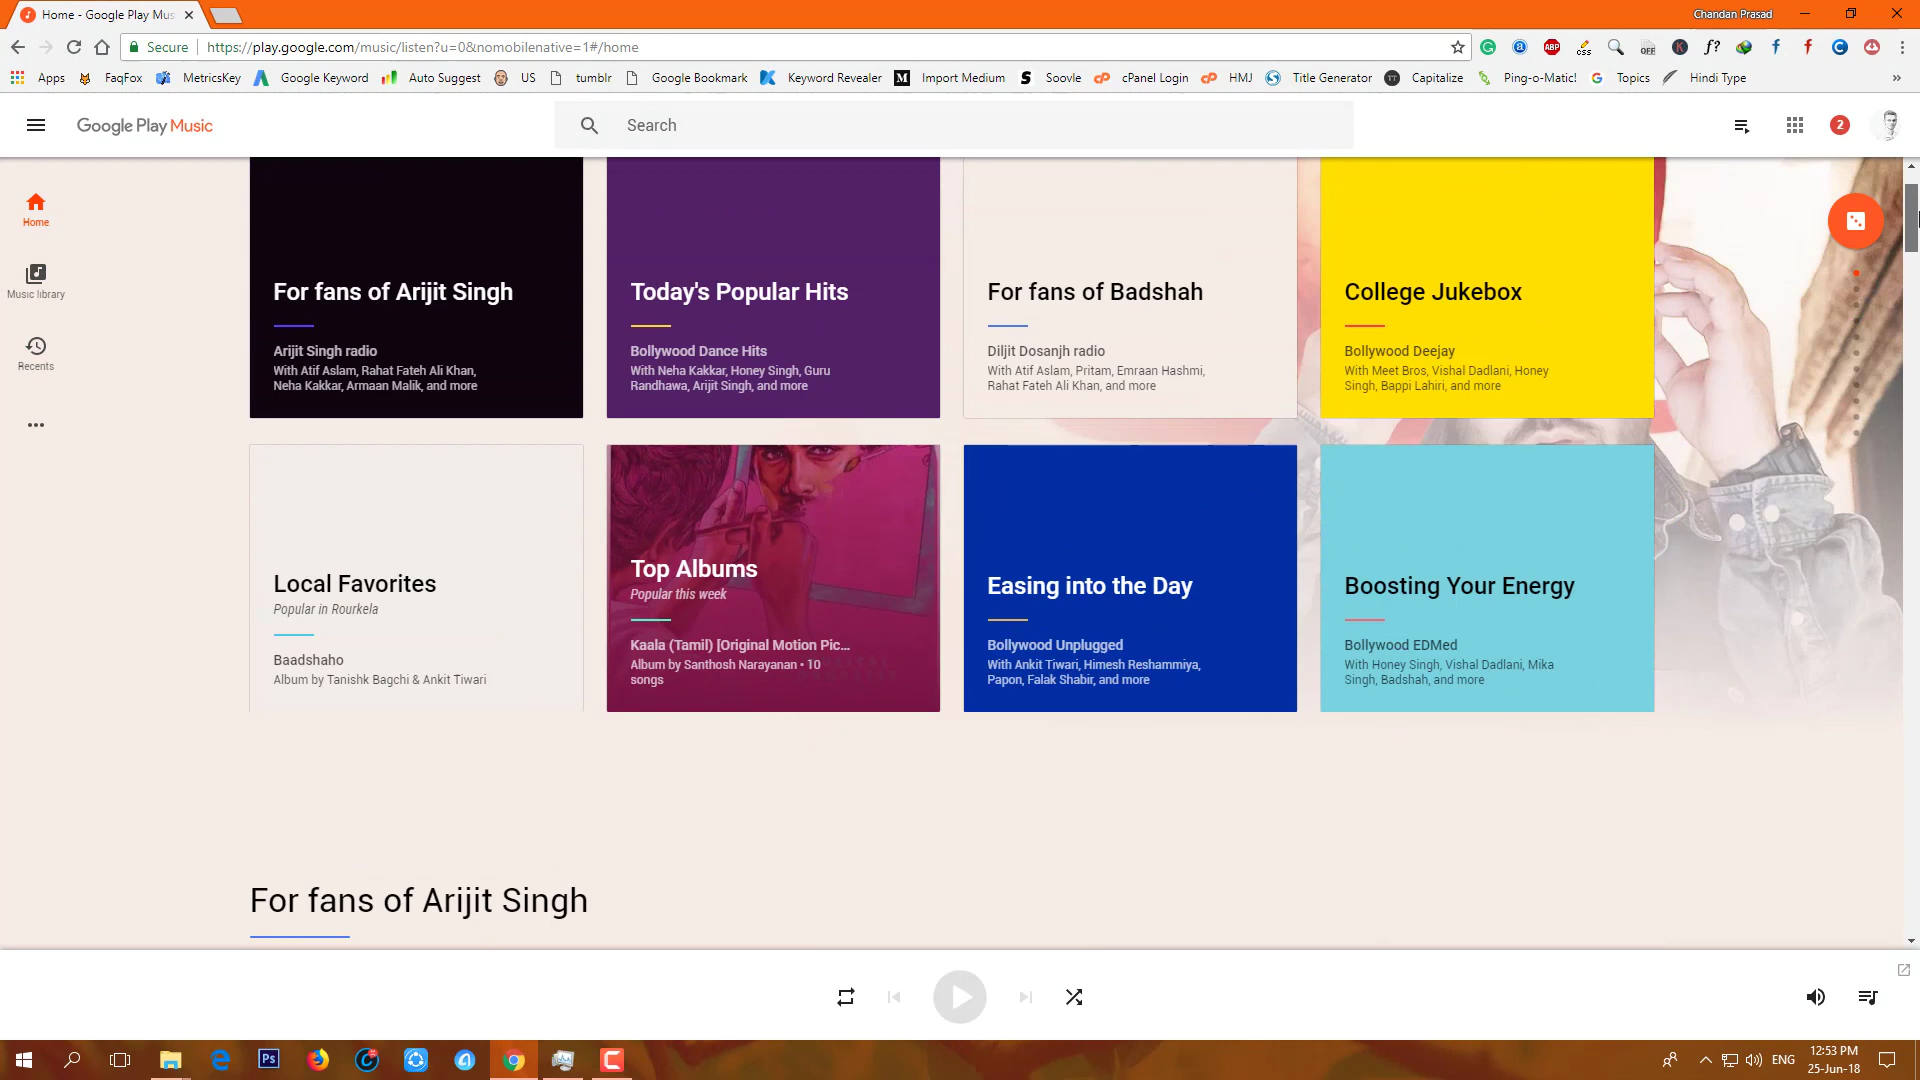 Home - Google Play Mus
Chandan Prasad
Secure
https://play.google.com/music/listen?u=0&nomobilenative=1#/home
Apps
FaqFox
MetricsKey
Google Keyword
Auto Suggest
US
tumblr
Google Bookmark
Keyword Revealer
Import Medium
Soovle
cPanel Login
HMJ
Title Generator
Capitalize
Ping-o-Matic!
Topics
Hindi Type
Google Play Music
Search
2
Home
Music library
Recents
For fans of Arijit Singh
Arijit Singh radio
With Atif Aslam, Rahat Fateh Ali Khan,
Neha Kakkar, Armaan Malik, and more
Today's Popular Hits
Bollywood Dance Hits
With Neha Kakkar, Honey Singh, Guru
Randhawa, Arijit Singh, and more
For fans of Badshah
Diljit Dosanjh radio
With Atif Aslam, Pritam, Emraan Hashmi,
Rahat Fateh Ali Khan, and more
College Jukebox
Bollywood Deejay
With Meet Bros, Vishal Dadlani, Honey
Singh, Bappi Lahiri, and more
Local Favorites
Popular in Rourkela
Baadshaho
Album by Tanishk Bagchi & Ankit Tiwari
Top Albums
Popular this week
Kaala (Tamil) [Original Motion Pic...
Album by Santhosh Narayanan • 10
songs
Easing into the Day
Bollywood Unplugged
With Ankit Tiwari, Himesh Reshammiya,
Papon, Falak Shabir, and more
Boosting Your Energy
Bollywood EDMed
With Honey Singh, Vishal Dadlani, Mika
Singh, Badshah, and more
For fans of Arijit Singh
ENG
12:53 PM
25-Jun-18